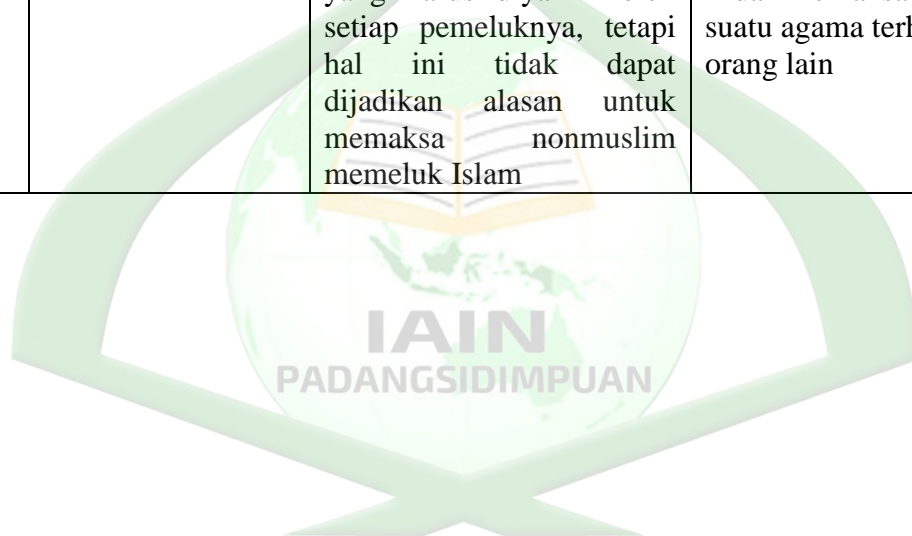 setiap pemeluknya, tetapi
hal ini tidak dapat
dijadikan alasan untuk
memaksa nonmuslim
memeluk Islam
suatu agama
orang lain
IAIN
PADANGSIDIMPUAN